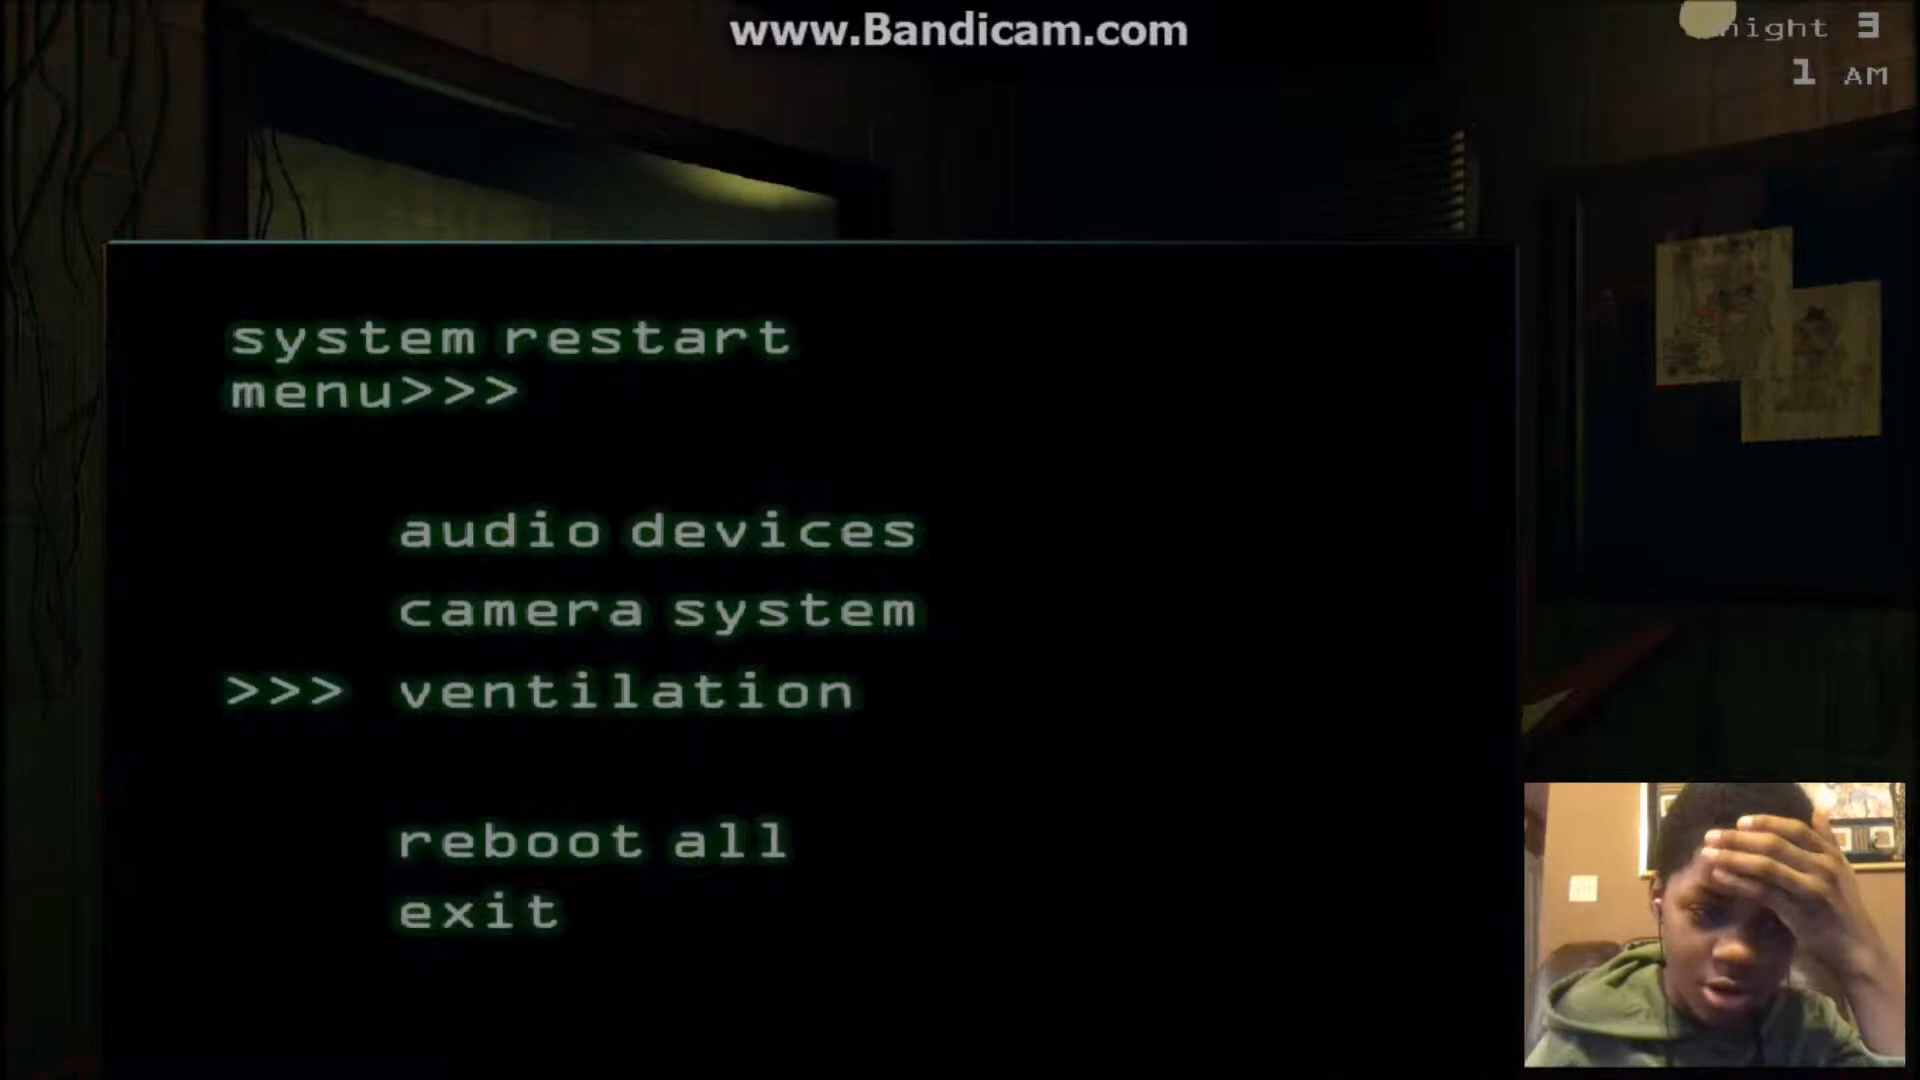 www.Bandicam.com
night 3
1 AM
system restart
menu>>>
audio devices
camera system
>>> ventilation
reboot all
exit